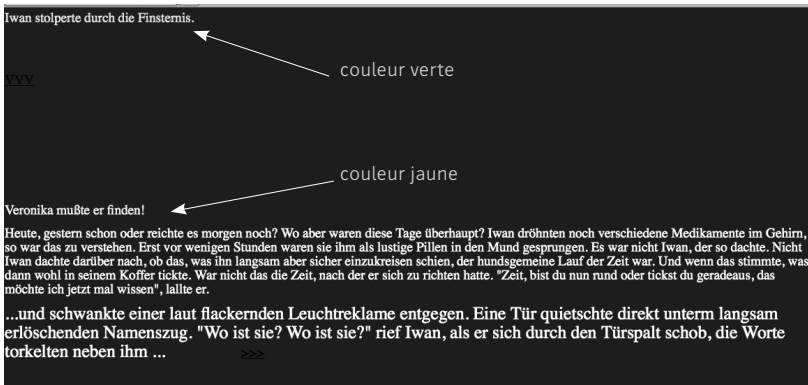 Iwan stolperte durch die Finsternis.
couleur verte
VVV
couleur jaune
Veronika mußte er finden!
Heute, gestern schon oder reichte es morgen noch? Wo aber waren diese Tage überhaupt? Iwan dröhnten noch verschiedene Medikamente im Gehirn,
so war das zu verstehen. Erst vor wenigen Stunden waren sie ihm als lustige Pillen in den Mund gesprungen. Es war nicht Iwan, der so dachte. Nicht
Iwan dachte darüber nach, ob das, was ihn langsam aber sicher einzukreisen schien, der hundsgemeine Lauf der Zeit war. Und wenn das stimmte, was
dann wohl in seinem Koffer tickte. War nicht das die Zeit, nach der er sich zu richten hatte. "Zeit, bist du nun rund oder tickst du geradeaus, das
möchte ich jetzt mal wissen", lallte er.
...und schwankte einer laut flackernden Leuchtreklame entgegen. Eine Tür quietschte direkt unterm langsam
erlöschenden Namenszug. "Wo ist sie? Wo ist sie?" rief Iwan, als er sich durch den Türspalt schob, die Worte
torkelten neben ihm ... >>>